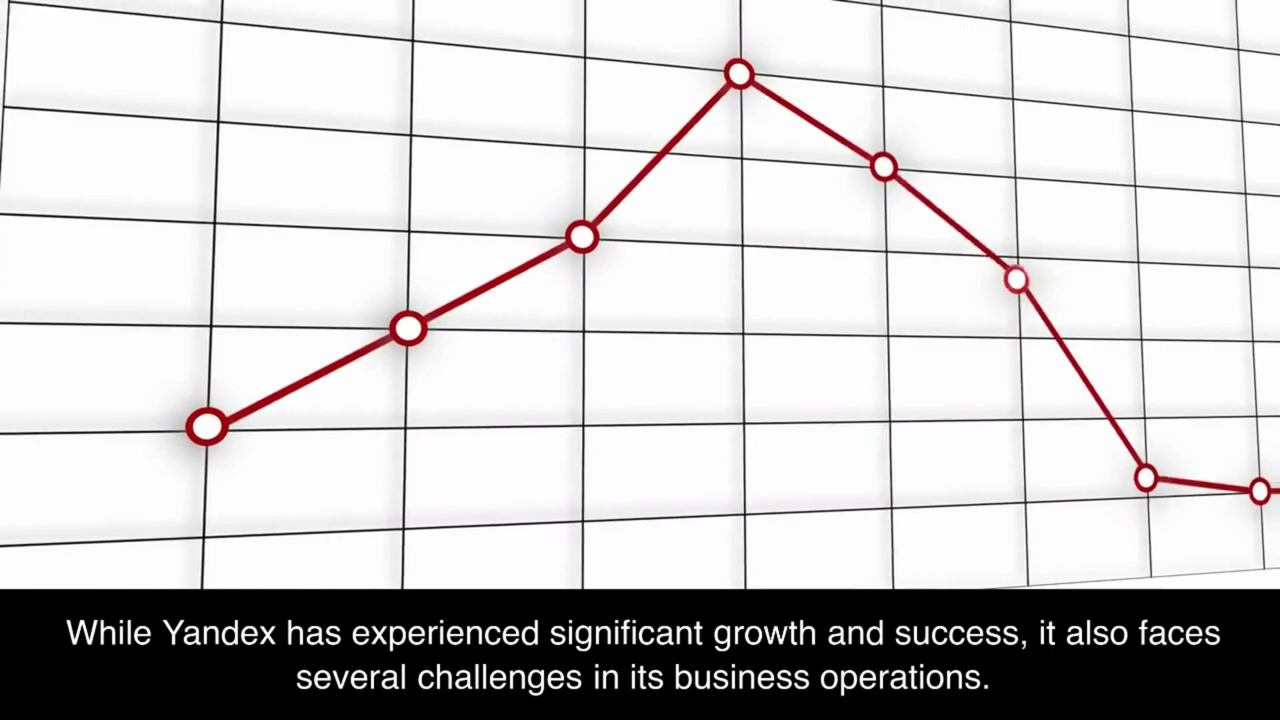 While Yandex has experienced significant growth and success, it also faces
several challenges in its business operations.